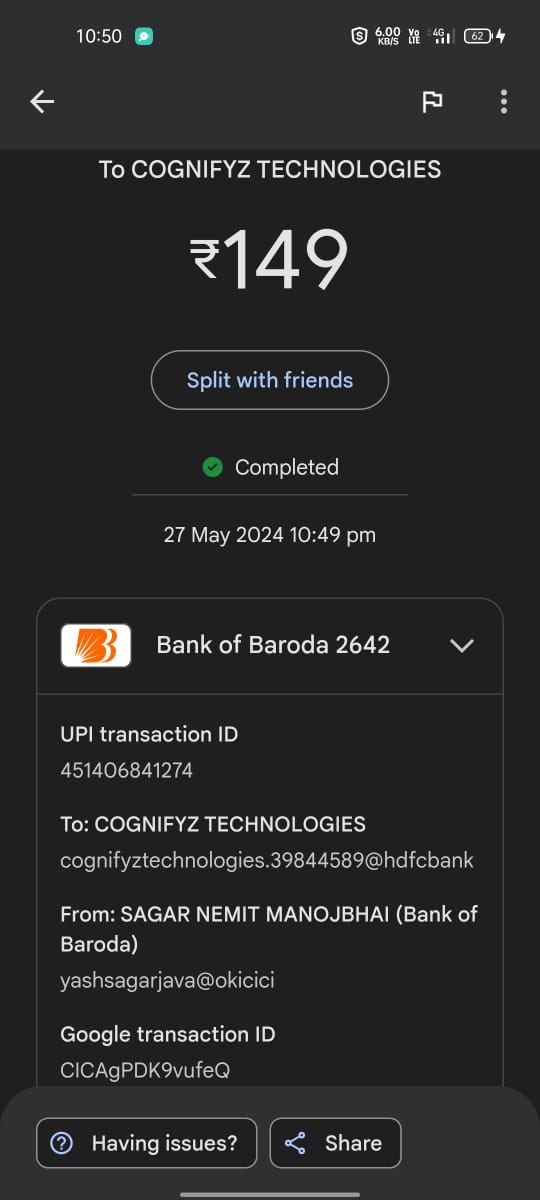 10:50
6.00
KB/S
Vo
LTE
4G
62
To COGNIFYZ TECHNOLOGIES
₹149
Split with friends
Completed
27 May 2024 10:49 pm
Bank of Baroda 2642
UPI transaction ID
451406841274
To: COGNIFYZ TECHNOLOGIES
cognifyztechnologies.39844589@hdfcbank
From: SAGAR NEMIT MANOJBHAI (Bank of
Baroda)
yashsagarjava@okicici
Google transaction ID
CICAgPDK9vufeQ
Having issues?
Share